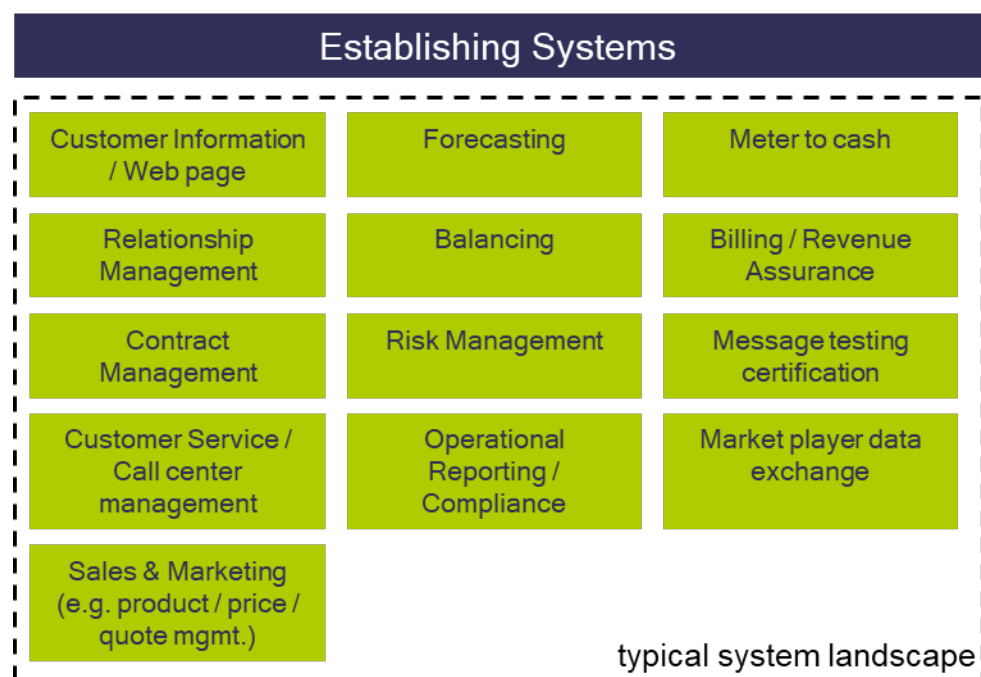 Establishing Systems
Customer Information
/ Web page
Forecasting
Meter to cash
Relationship
Management
Balancing
Billing / Revenue
Assurance
Contract
Management
Risk Management
Message testing
certification
Customer Service /
Call center
management
Operational
Reporting /
Compliance
Market player data
exchange
Sales & Marketing
(e.g. product / price /
quote mgmt.)
typical system landscape